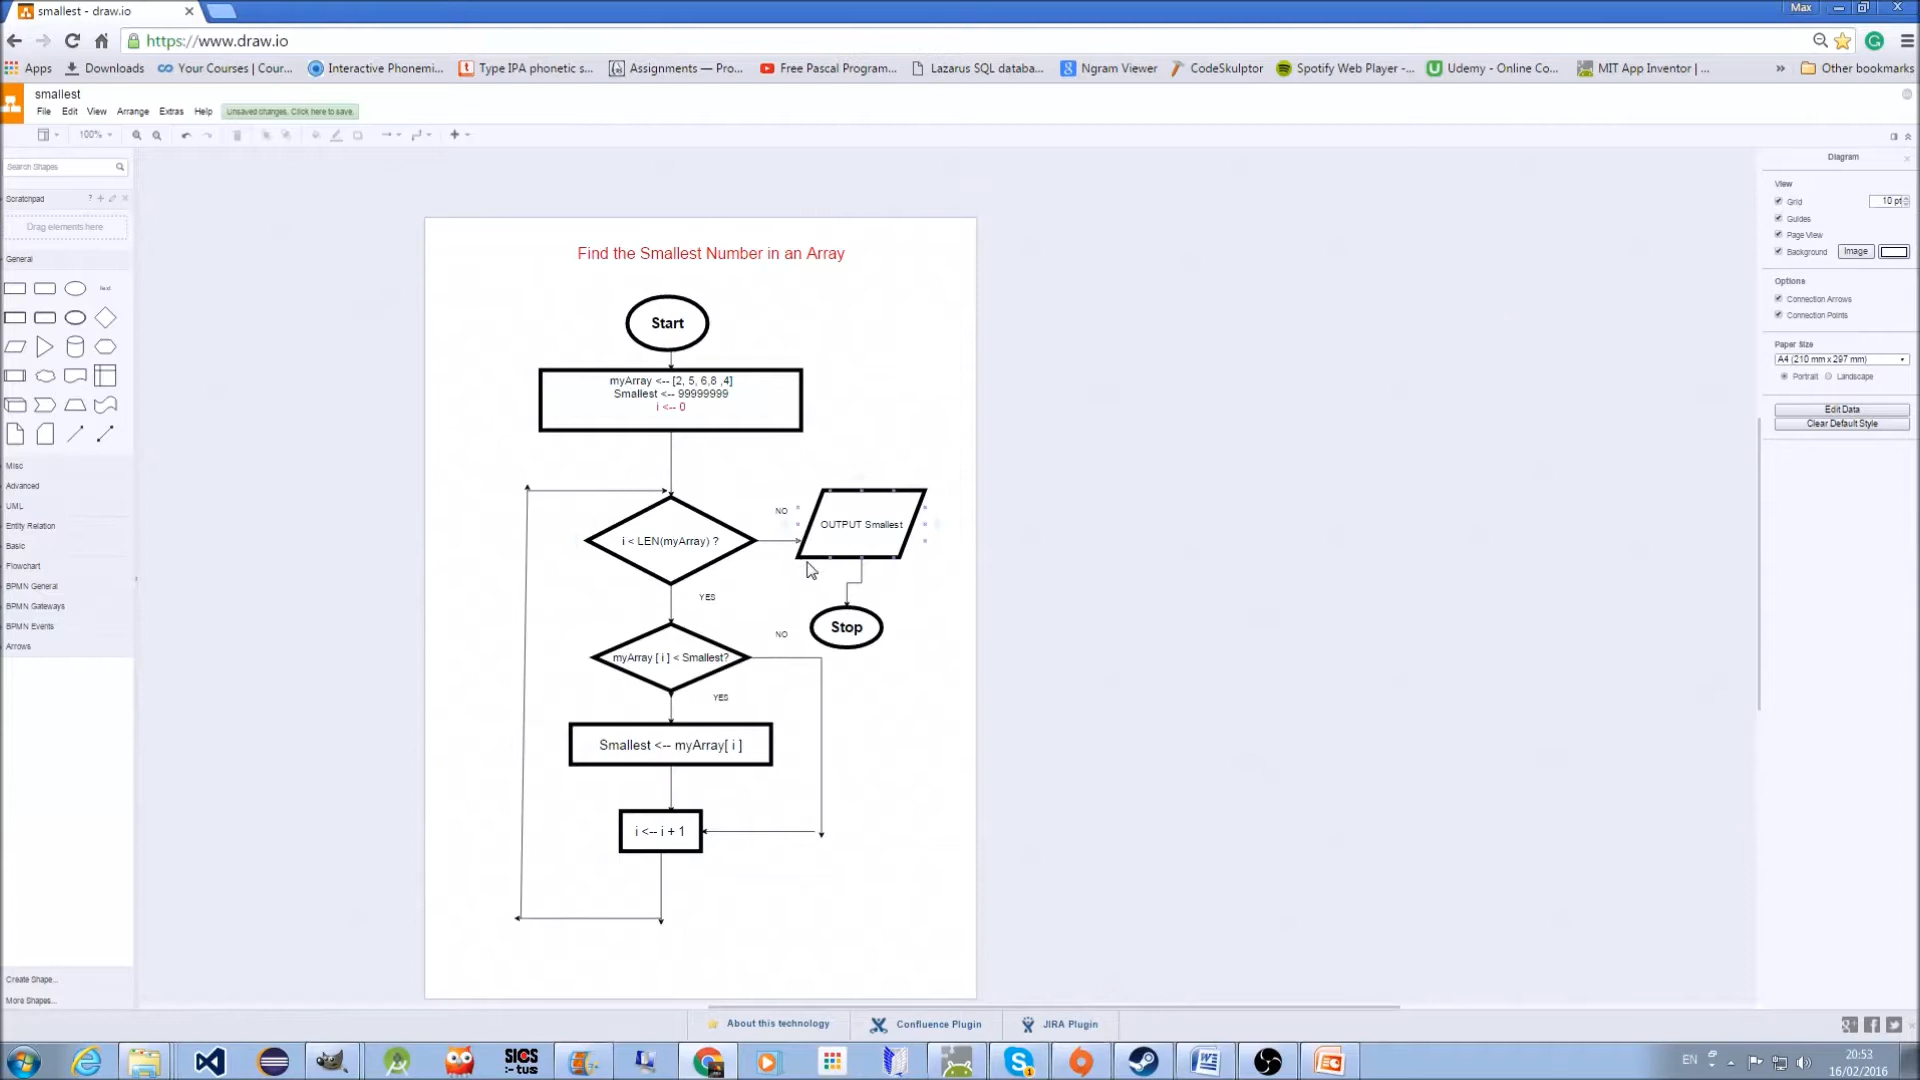 smallest - draw.io
Max
https://www.draw.io
Apps
Downloads
Your Courses | Cour...
Interactive Phonemi...
Type IPA phonetic s...
Assignments — Pro...
Free Pascal Program...
Lazarus SQL databa...
Ngram Viewer
CodeSkulptor
Spotify Web Player -...
Udemy - Online Co...
MIT App Inventor | ...
»
Other bookmarks
smallest
File Edit View Arrange Extras Help
Unsaved changes. Click here to save.
100%
Search Shapes
Scratchpad
Drag elements here
General
Text
Misc
Advanced
UML
Entity Relation
Basic
Flowchart
BPMN General
BPMN Gateways
BPMN Events
Arrows
Create Shape...
More Shapes...
Find the Smallest Number in an Array
Start
myArray <-- [2, 5, 6,8 ,4]
Smallest <-- 99999999
i <-- 0
i < LEN(myArray) ?
NO
OUTPUT Smallest
YES
Stop
NO
myArray [ i ] < Smallest?
YES
Smallest <-- myArray[ i ]
i <-- i + 1
Diagram
View
Grid
10 pt
Guides
Page View
Background
Image
Options
Connection Arrows
Connection Points
Paper Size
A4 (210 mm x 297 mm)
Portrait
Landscape
Edit Data
Clear Default Style
About this technology
Confluence Plugin
JIRA Plugin
SICS
-tus
EN
20:53
16/02/2016